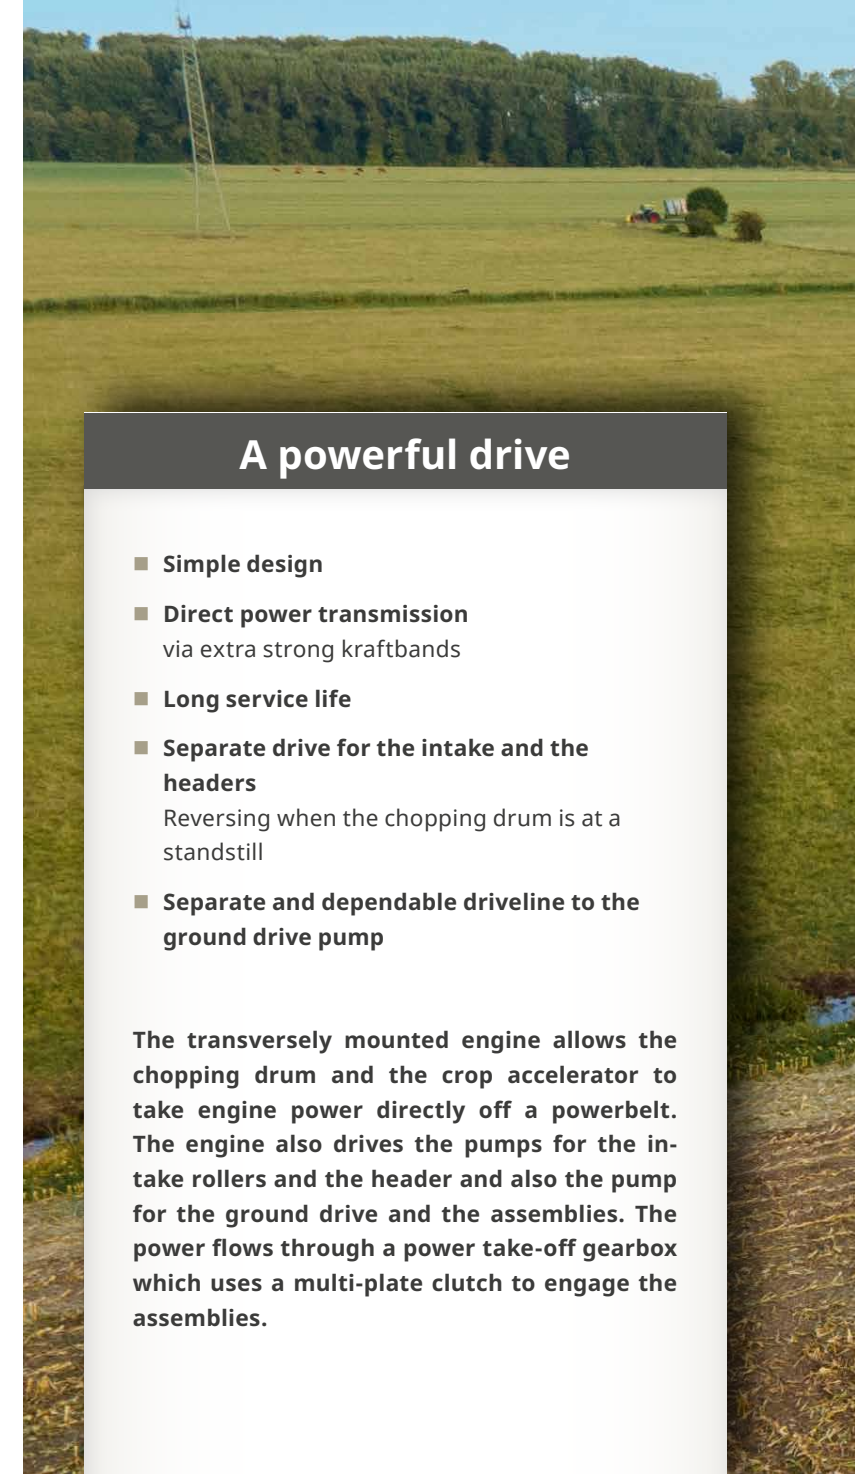 A powerful drive
■ Simple design
■ Direct power transmission
via extra strong kraftbands
■ Long service life
■ Separate drive for the intake and the
headers
Reversing when the chopping drum is at a
standstill
■ Separate and dependable driveline to the
ground drive pump
The transversely mounted engine allows the
chopping drum and the crop accelerator to
take engine power directly off a powerbelt.
The engine also drives the pumps for the in-
take rollers and the header and also the pump
for the ground drive and the assemblies. The
power flows through a power take-off gearbox
which uses a multi-plate clutch to engage the
assemblies.